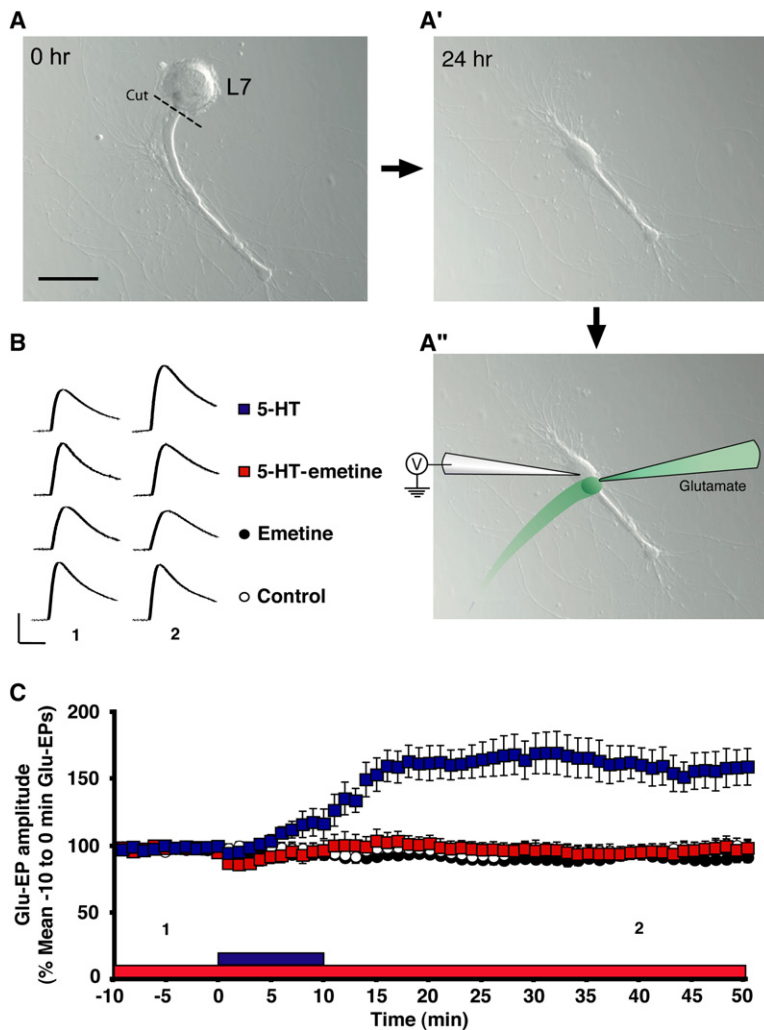 A
0 hr
Cut
L7
A'
24 hr
B
5-HT
5-HT-emetine
Emetine
Control
1
2
A"
V
Glutamate
C
Glu-EP amplitude
(% Mean -10 to 0 min Glu-EPs)
200
150
100
50
0
1
2
-10
-5
0
5
10
15
20
25
30
35
40
45
50
Time (min)